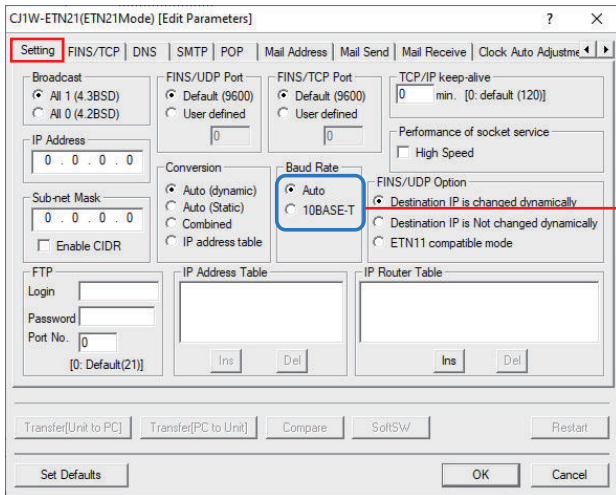 CJ1W-ETN21(ETN21Mode) [Edit Parameters]
? ×
Setting FINS/TCP DNS SMTP POP Mail Address Mail Send Mail Receive Clock Auto Adjustme
Broadcast
All 1 (4.3BSD)
All 0 (4.2BSD)
FINS/UDP Port
Default (9600)
User defined
0
FINS/TCP Port
Default (9600)
User defined
0
TCP/IP keep-alive
0 min. [0: default (120)]
IP Address
0 . 0 . 0 . 0
Performance of socket service
High Speed
Sub-net Mask
0 . 0 . 0 . 0
Enable CIDR
Conversion
Auto (dynamic)
Auto (Static)
Combined
IP address table
Baud Rate
Auto
10BASE-T
FINS/UDP Option
Destination IP is changed dynamically
Destination IP is Not changed dynamically
ETN11 compatible mode
FTP
Login
Password
Port No. 0
[0: Default(21)]
IP Address Table
Ins Del
IP Router Table
Ins Del
Transfer[Unit to PC] Transfer[PC to Unit] Compare SoftSW Restart
Set Defaults OK Cancel